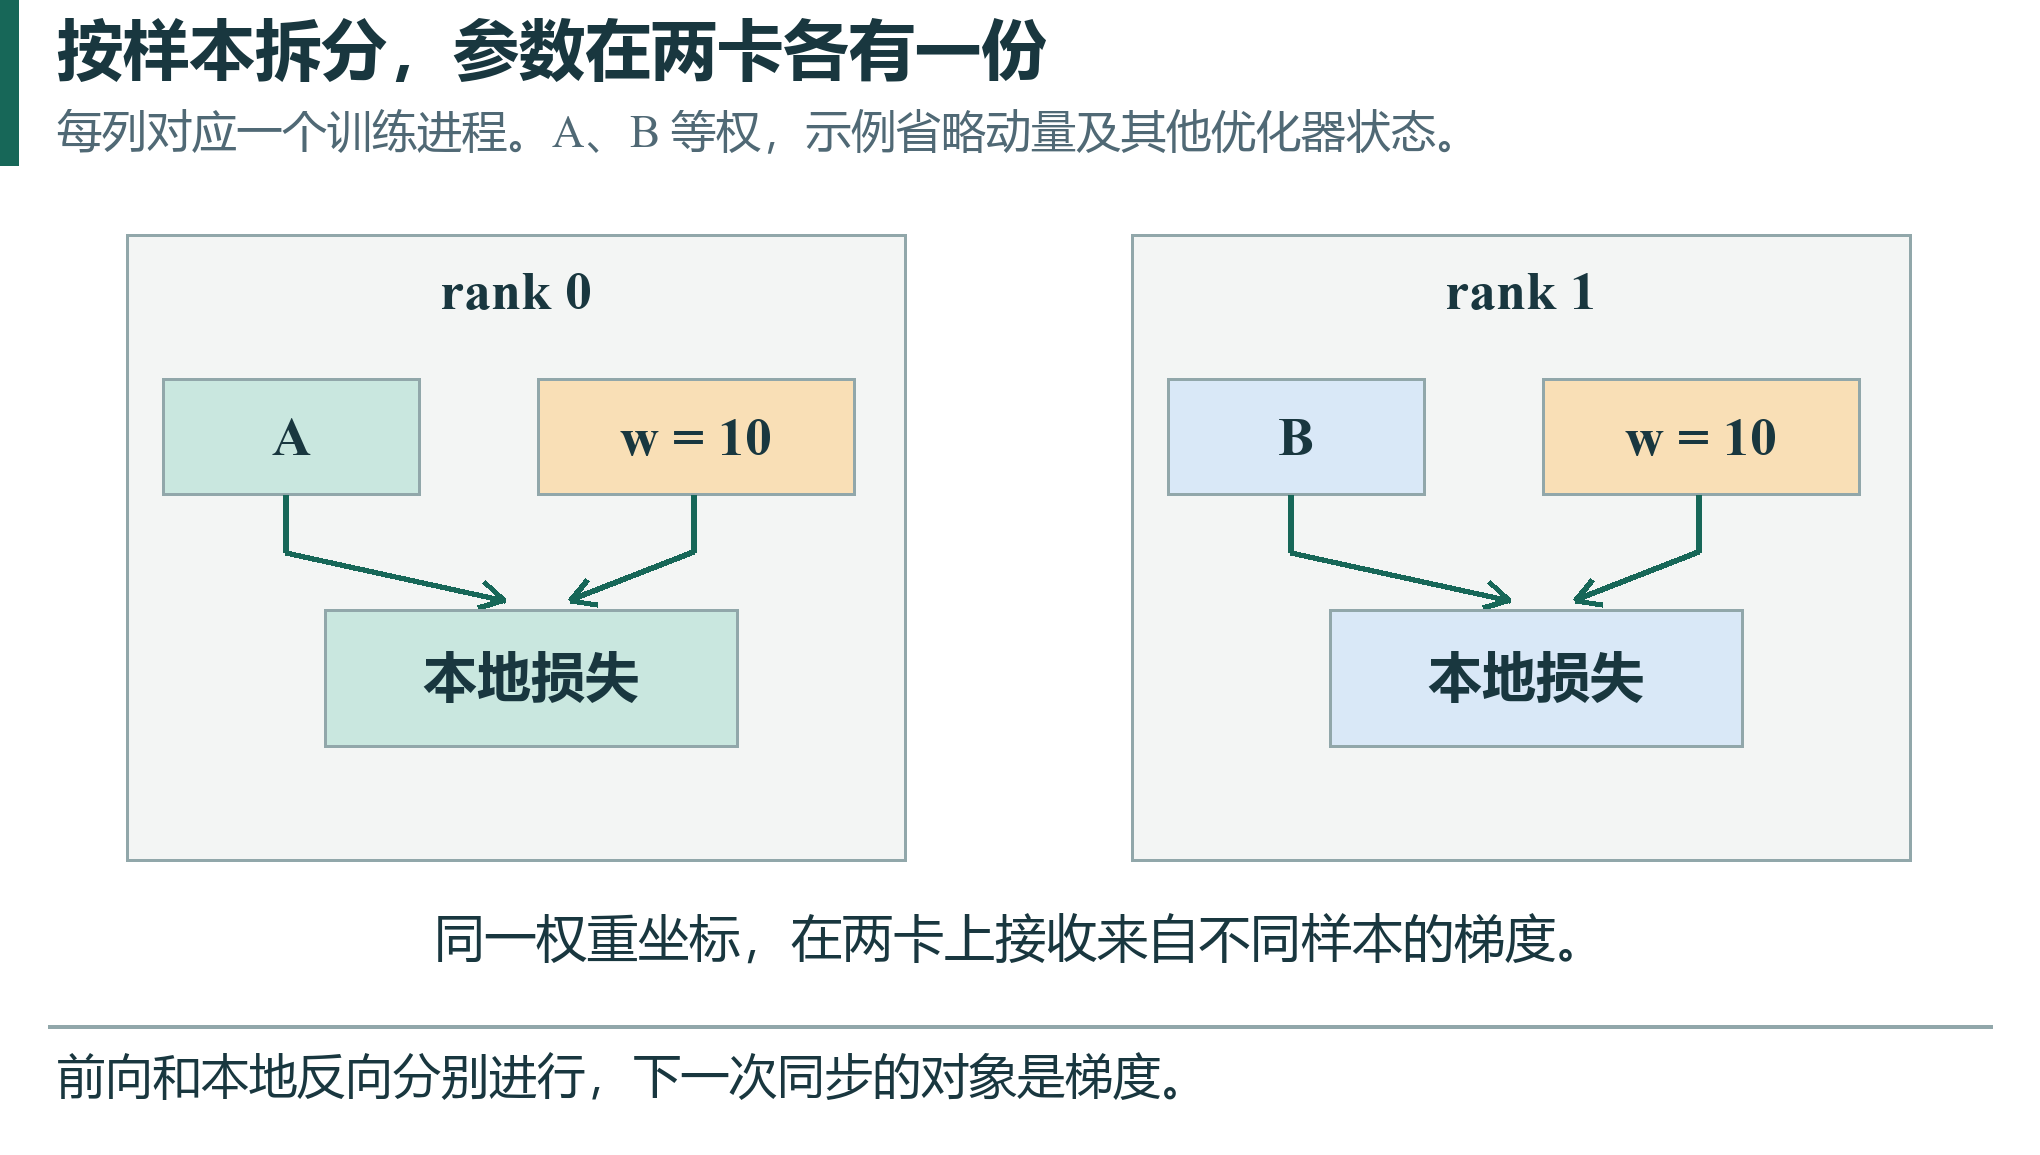 按样本拆分，参数在两卡各有一份
每列对应一个训练进程。A、B 等权，示例省略动量及其他优化器状态。
rank 0
A
w = 10
本地损失
rank 1
B
w = 10
本地损失
同一权重坐标，在两卡上接收来自不同样本的梯度。
前向和本地反向分别进行，下一次同步的对象是梯度。